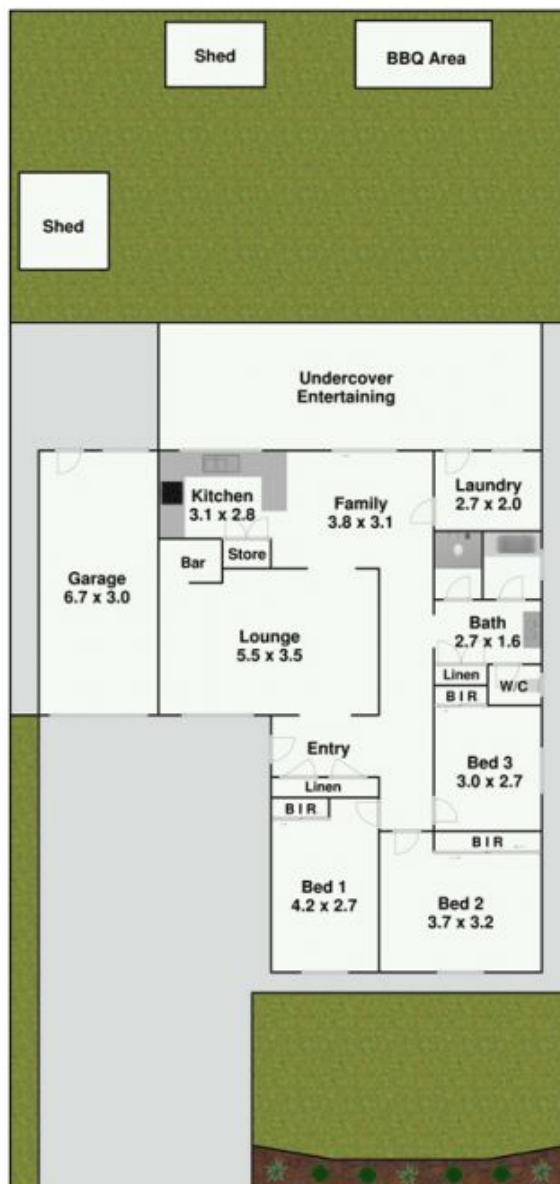 Shed
BBQ Area
Shed
Undercover
Entertaining
Kitchen
3.1 x 2.8
Family
3.8 x 3.1
Laundry
2.7 x 2.0
Bar
Store
Garage
6.7 x 3.0
Lounge
5.5 x 3.5
Bath
2.7 x 1.6
Linen
W/C
B I R
Entry
Bed 3
3.0 x 2.7
Linen
B I R
B I R
Bed 1
4.2 x 2.7
Bed 2
3.7 x 3.2